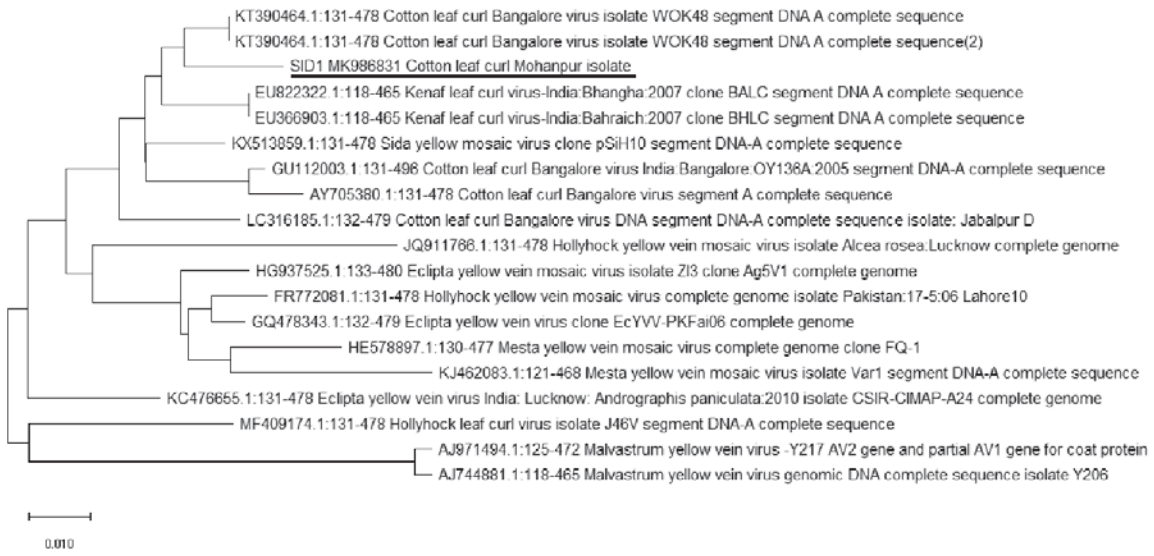 KT390464.1:131-478 Cotton leaf curl Bangalore virus isolate WOK48 segment DNA A complete sequence
KT390464.1:131-478 Cotton leaf curl Bangalore virus isolate WOK48 segment DNA A complete sequence(2)
SID1 MK986831 Cotton leaf curl Mohanpur isolate
EU822322.1:118-465 Kenaf leaf curl virus-India:Bhangha:2007 clone BALC segment DNA A complete sequence
EU366903.1:118-465 Kenaf leaf curl virus-India:Bahraich:2007 clone BHLC segment DNA A complete sequence
KX513859.1:131-478 Sida yellow mosaic virus clone pSiH10 segment DNA-A complete sequence
GU112003.1:131-496 Cotton leaf curl Bangalore virus India:Bangalore:OY136A:2005 segment DNA-A complete sequence
AY705380.1:131-478 Cotton leaf curl Bangalore virus segment A complete sequence
LC316185.1:132-479 Cotton leaf curl Bangalore virus DNA segment DNA-A complete sequence isolate: Jabalpur D
JQ911766.1:131-478 Hollyhock yellow vein mosaic virus isolate Alcea rosea:Lucknow complete genome
HG937525.1:133-480 Eclipta yellow vein mosaic virus isolate ZI3 clone Ag5V1 complete genome
FR772081.1:131-478 Hollyhock yellow vein mosaic virus complete genome isolate Pakistan:17-5:06 Lahore10
GQ478343.1:132-479 Eclipta yellow vein virus clone EcYVV-PKFai06 complete genome
HE578897.1:130-477 Mesta yellow vein mosaic virus complete genome clone FQ-1
KJ462083.1:121-468 Mesta yellow vein mosaic virus isolate Var1 segment DNA-A complete sequence
KC476655.1:131-478 Eclipta yellow vein virus India: Lucknow: Andrographis paniculata:2010 isolate CSIR-CIMAP-A24 complete genome
MF409174.1:131-478 Hollyhock leaf curl virus isolate J46V segment DNA-A complete sequence
AJ971494.1:125-472 Malvastrum yellow vein virus -Y217 AV2 gene and partial AV1 gene for coat protein
AJ744881.1:118-465 Malvastrum yellow vein virus genomic DNA complete sequence isolate Y206
0.010